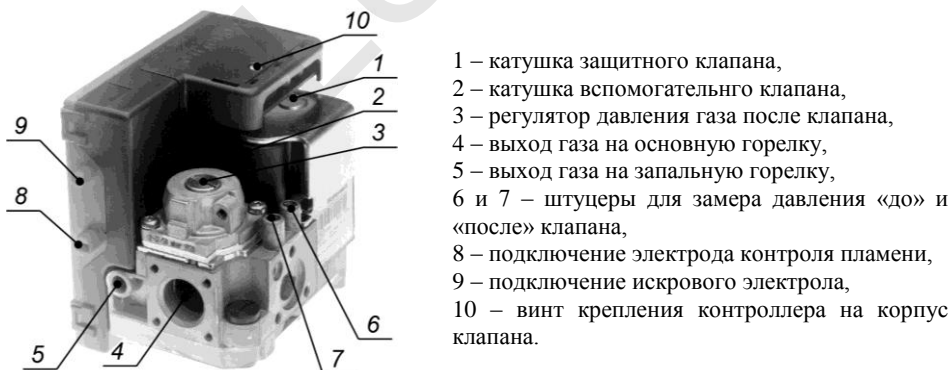 10
1
2
3
9
8
5
4
7
6
1 – катушка защитного клапана,
2 – катушка вспомогательнго клапана,
3 – регулятор давления газа после клапана,
4 – выход газа на основную горелку,
5 – выход газа на запальную горелку,
6 и 7 – штуцеры для замера давления «до» и
«после» клапана,
8 – подключение электрода контроля пламени,
9 – подключение искрового электрола,
10 – винт крепления контроллера на корпус
клапана.